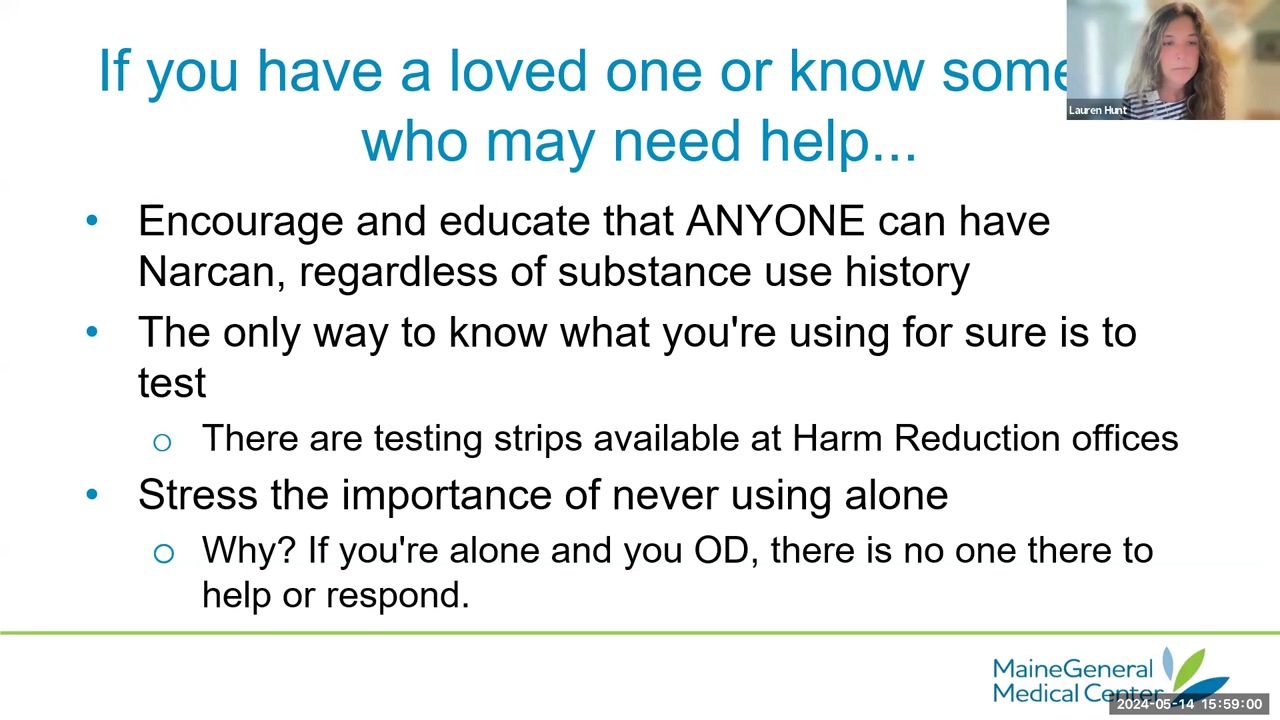 If you have a loved one or know some
who may need help...
Lauren Hunt
• Encourage and educate that ANYONE can have
Narcan, regardless of substance use history
• The only way to know what you're using for sure is to
test
o There are testing strips available at Harm Reduction offices
• Stress the importance of never using alone
o Why? If you're alone and you OD, there is no one there to
help or respond.
MaineGeneral
Medical Center
2024-05-14 15:59:00